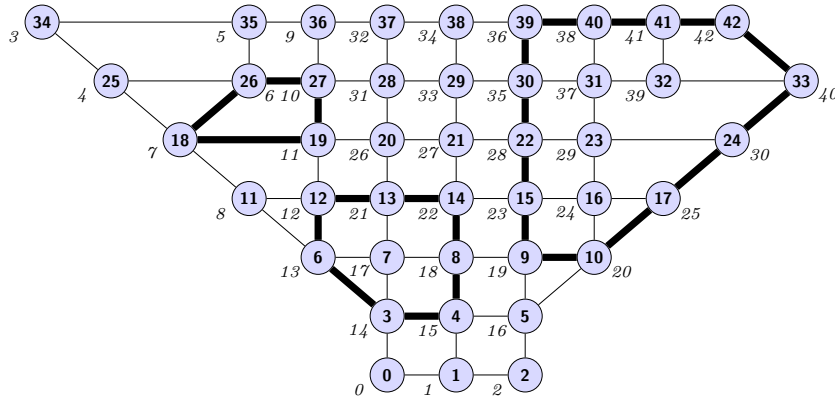 34 35 36 37 38 39 40 41 42
3 5 9 32 34 36 38 41 42
25 26 27 28 29 30 31 32 33
4 6 10 31 33 35 37 39 40
18 19 20 21 22 23 24
7 11 26 27 28 29 30
11 12 13 14 15 16 17
8 12 21 22 23 24 25
6 7 8 9 10
13 17 18 19 20
3 4 5
14 15 16
0 1 2
0 1 2